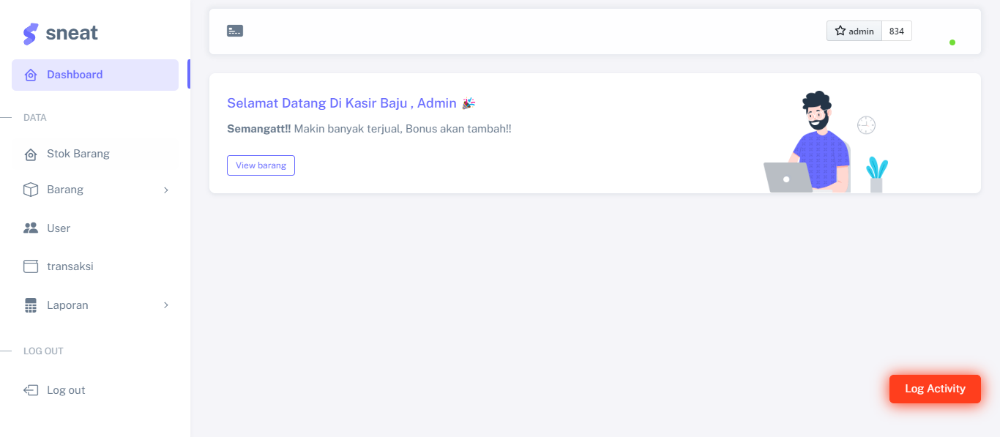 sneat
Dashboard
DATA
Stok Barang
Barang
User
transaksi
Laporan
LOG OUT
Log out
admin 834
Selamat Datang Di Kasir Baju , Admin 🎉
Semangatt!! Makin banyak terjual, Bonus akan tambah!!
View barang
Log Activity